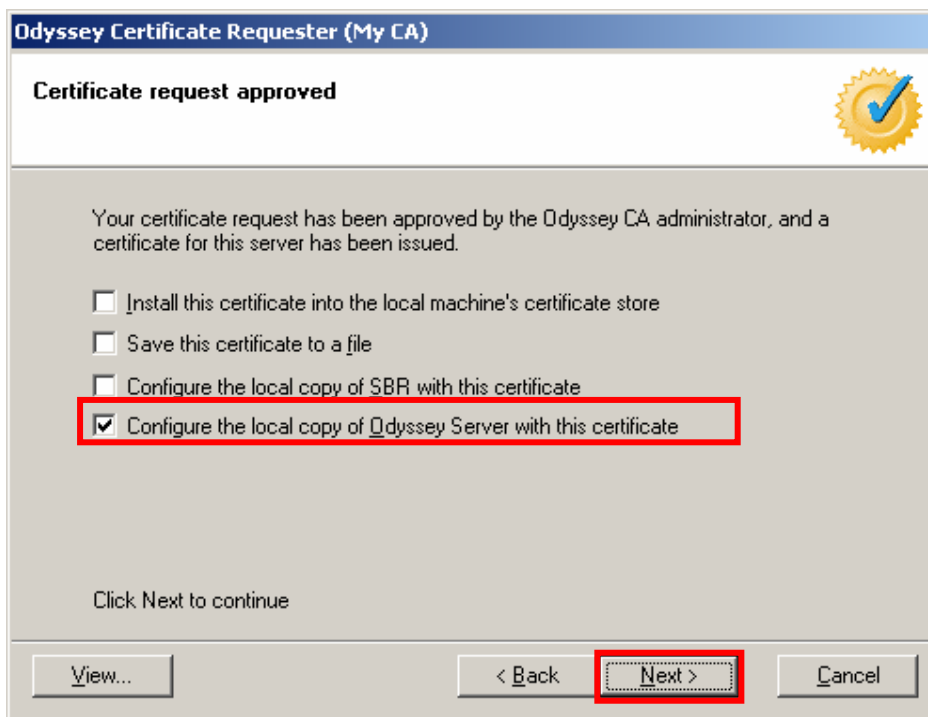 Odyssey Certificate Requester (My CA)
Certificate request approved
Your certificate request has been approved by the Odyssey CA administrator, and a
certificate for this server has been issued.
Install this certificate into the local machine's certificate store
Save this certificate to a file
Configure the local copy of SBR with this certificate
Configure the local copy of Odyssey Server with this certificate
Click Next to continue
View...
< Back
Next >
Cancel